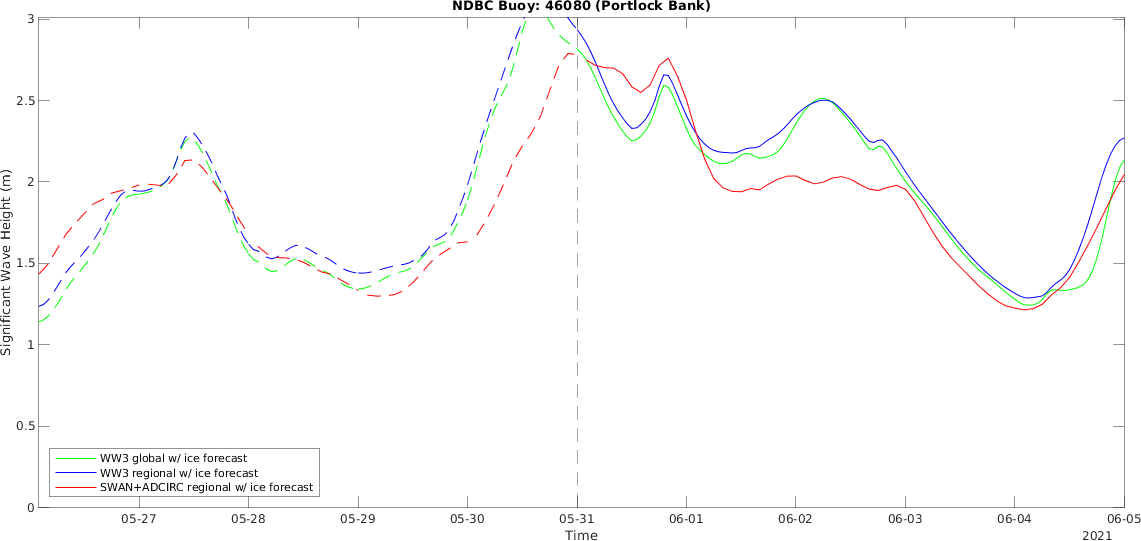 NDBC Buoy: 46080 (Portlock Bank)
3
2.5
2
1.5
1
0.5
0
Significant Wave Height (m)
WW3 global w/ ice forecast
WW3 regional w/ ice forecast
SWAN+ADCIRC regional w/ ice forecast
05-27 05-28 05-29 05-30 05-31 06-01 06-02 06-03 06-04 06-05
Time
2021